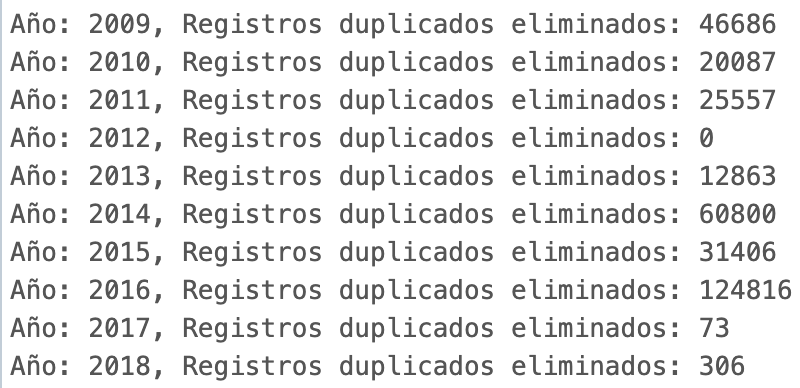 Año: 2009, Registros duplicados eliminados: 46686
Año: 2010, Registros duplicados eliminados: 20087
Año: 2011, Registros duplicados eliminados: 25557
Año: 2012, Registros duplicados eliminados: 0
Año: 2013, Registros duplicados eliminados: 12863
Año: 2014, Registros duplicados eliminados: 60800
Año: 2015, Registros duplicados eliminados: 31406
Año: 2016, Registros duplicados eliminados: 124816
Año: 2017, Registros duplicados eliminados: 73
Año: 2018, Registros duplicados eliminados: 306